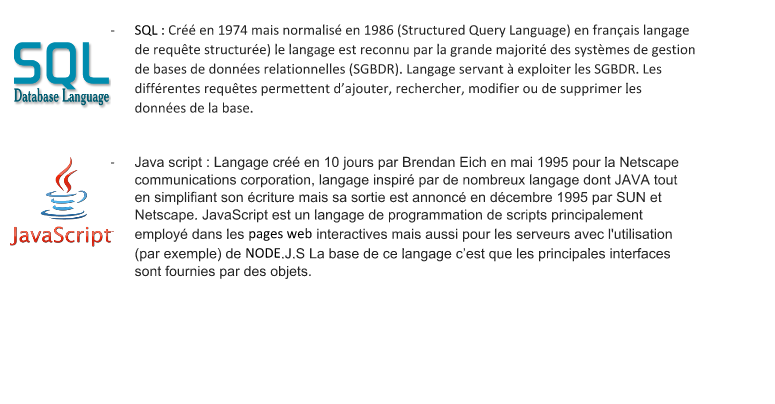 SQL
Database Language
- SQL : Créé en 1974 mais normalisé en 1986 (Structured Query Language) en français langage
de requête structurée) le langage est reconnu par la grande majorité des systèmes de gestion
de bases de données relationnelles (SGBDR). Langage servant à exploiter les SGBDR. Les
différentes requêtes permettent d'ajouter, rechercher, modifier ou de supprimer les
données de la base.
- Java script : Langage créé en 10 jours par Brendan Eich en mai 1995 pour la Netscape
communications corporation, langage inspiré par de nombreux langage dont JAVA tout
en simplifiant son écriture mais sa sortie est annoncé en décembre 1995 par SUN et
Netscape. JavaScript est un langage de programmation de scripts principalement
employé dans les pages web interactives mais aussi pour les serveurs avec l'utilisation
(par exemple) de NODE.J.S La base de ce langage c'est que les principales interfaces
sont fournies par des objets.
JavaScript